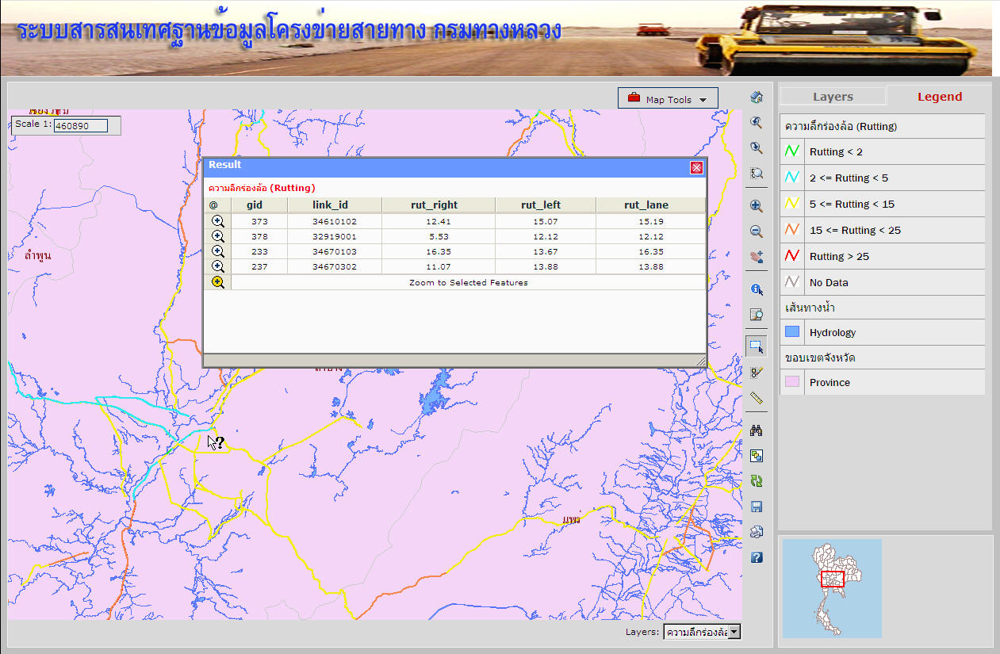 ระบบสารสนเทศฐานข้อมูลโครงข่ายสายทาง กรมทางหลวง
Map Tools
Layers
Legend
Scale 1: 460890
ความลึกร่องล้อ (Rutting)
Rutting < 2
2 <= Rutting < 5
5 <= Rutting < 15
15 <= Rutting < 25
Rutting > 25
No Data
เส้นทางน้ำ
Hydrology
ขอบเขตจังหวัด
Province
Result
ความลึกร่องล้อ (Rutting)
@ gid link_id rut_right rut_left rut_lane
373 34610102 12.41 15.07 15.19
378 32919001 5.53 12.12 12.12
233 34670103 16.35 13.67 16.35
237 34670302 11.07 13.88 13.88
Zoom to Selected Features
ลำพูน
แพร่
Layers: ความลึกร่องล้อ